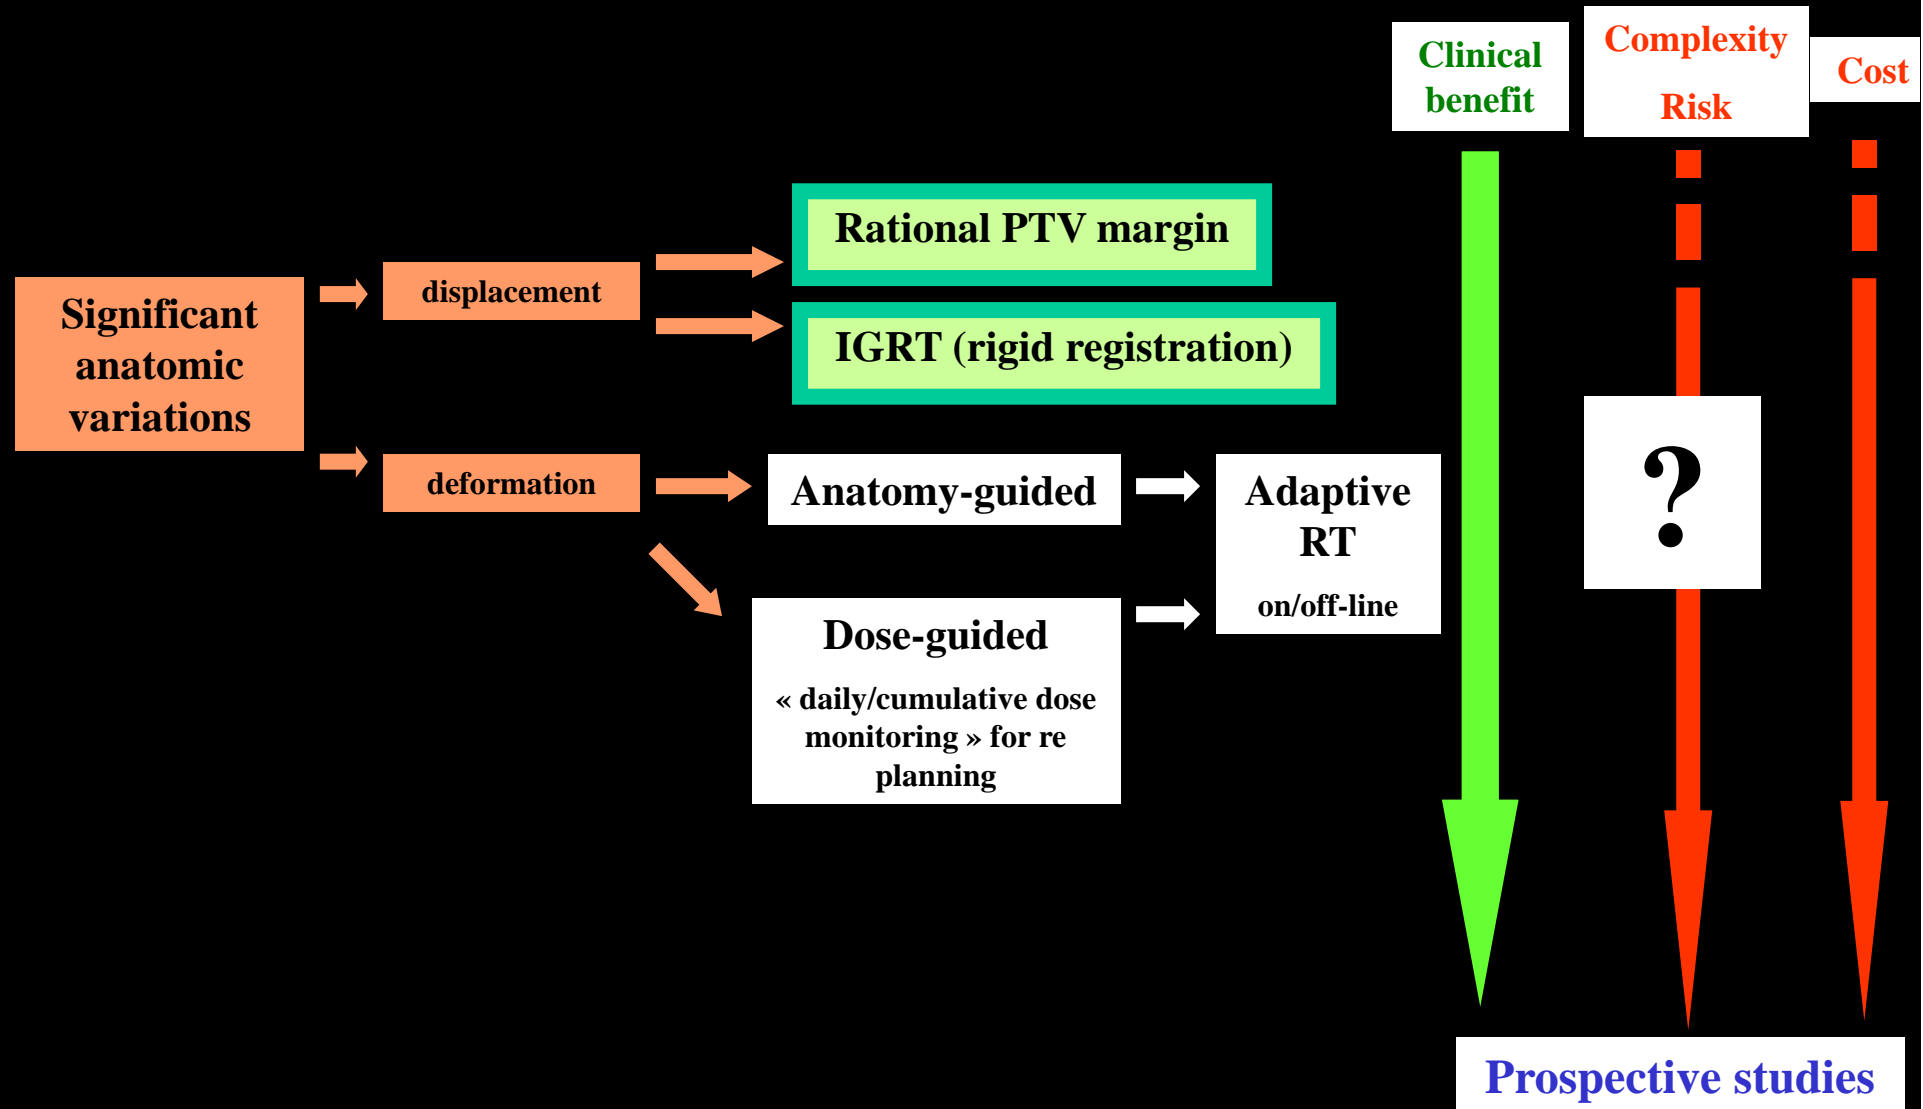 Clinical
benefit
Complexity
Risk
Cost
Rational PTV margin
IGRT (rigid registration)
Significant
anatomic
variations
displacement
deformation
Anatomy-guided
Adaptive
RT
on/off-line
?
Dose-guided
« daily/cumulative dose
monitoring » for re
planning
Prospective studies